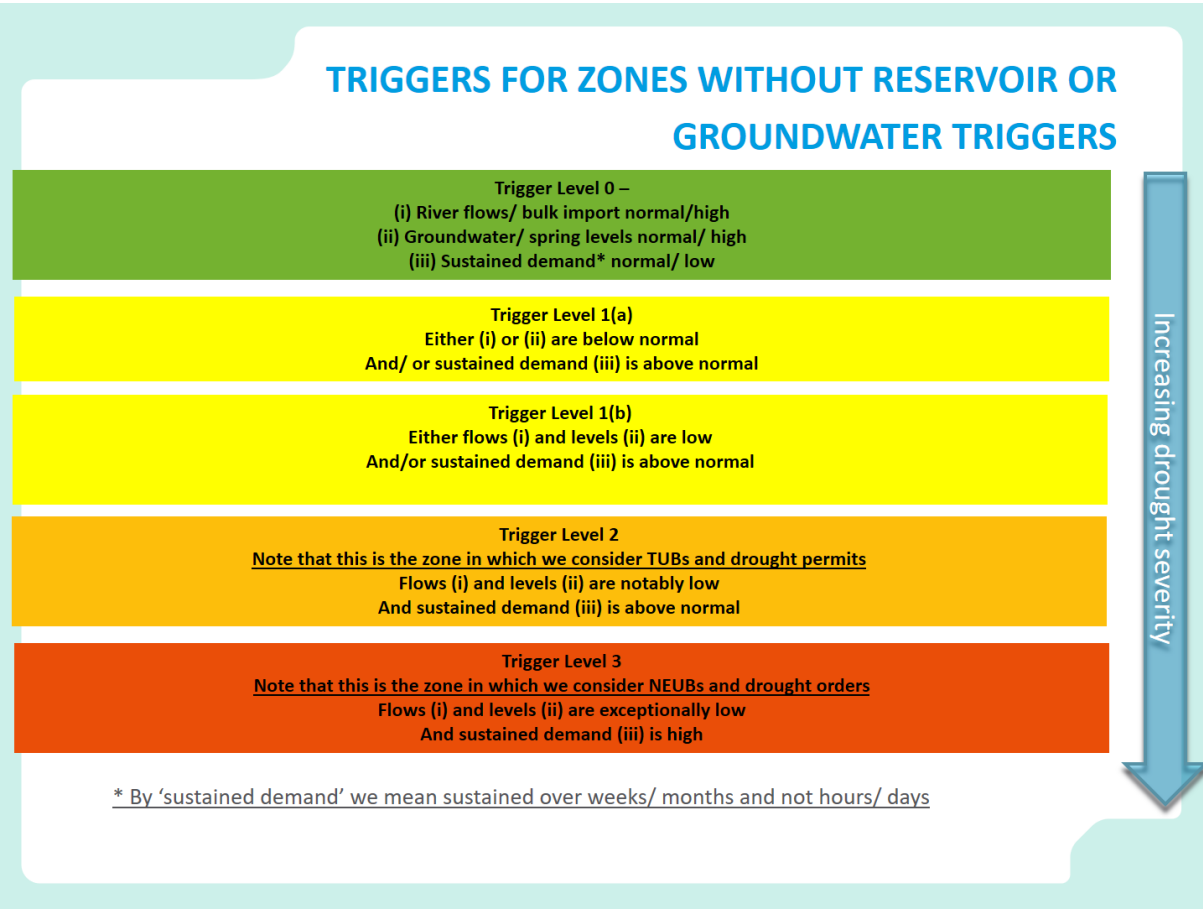 TRIGGERS FOR ZONES WITHOUT RESERVOIR OR
GROUNDWATER TRIGGERS
Trigger Level 0 –
(i) River flows/ bulk import normal/high
(ii) Groundwater/ spring levels normal/ high
(iii) Sustained demand* normal/ low
Trigger Level 1(a)
Either (i) or (ii) are below normal
And/ or sustained demand (iii) is above normal
Trigger Level 1(b)
Either flows (i) and levels (ii) are low
And/or sustained demand (iii) is above normal
Trigger Level 2
Note that this is the zone in which we consider TUBs and drought permits
Flows (i) and levels (ii) are notably low
And sustained demand (iii) is above normal
Trigger Level 3
Note that this is the zone in which we consider NEUBs and drought orders
Flows (i) and levels (ii) are exceptionally low
And sustained demand (iii) is high
Increasing drought severity
* By ‘sustained demand’ we mean sustained over weeks/ months and not hours/ days